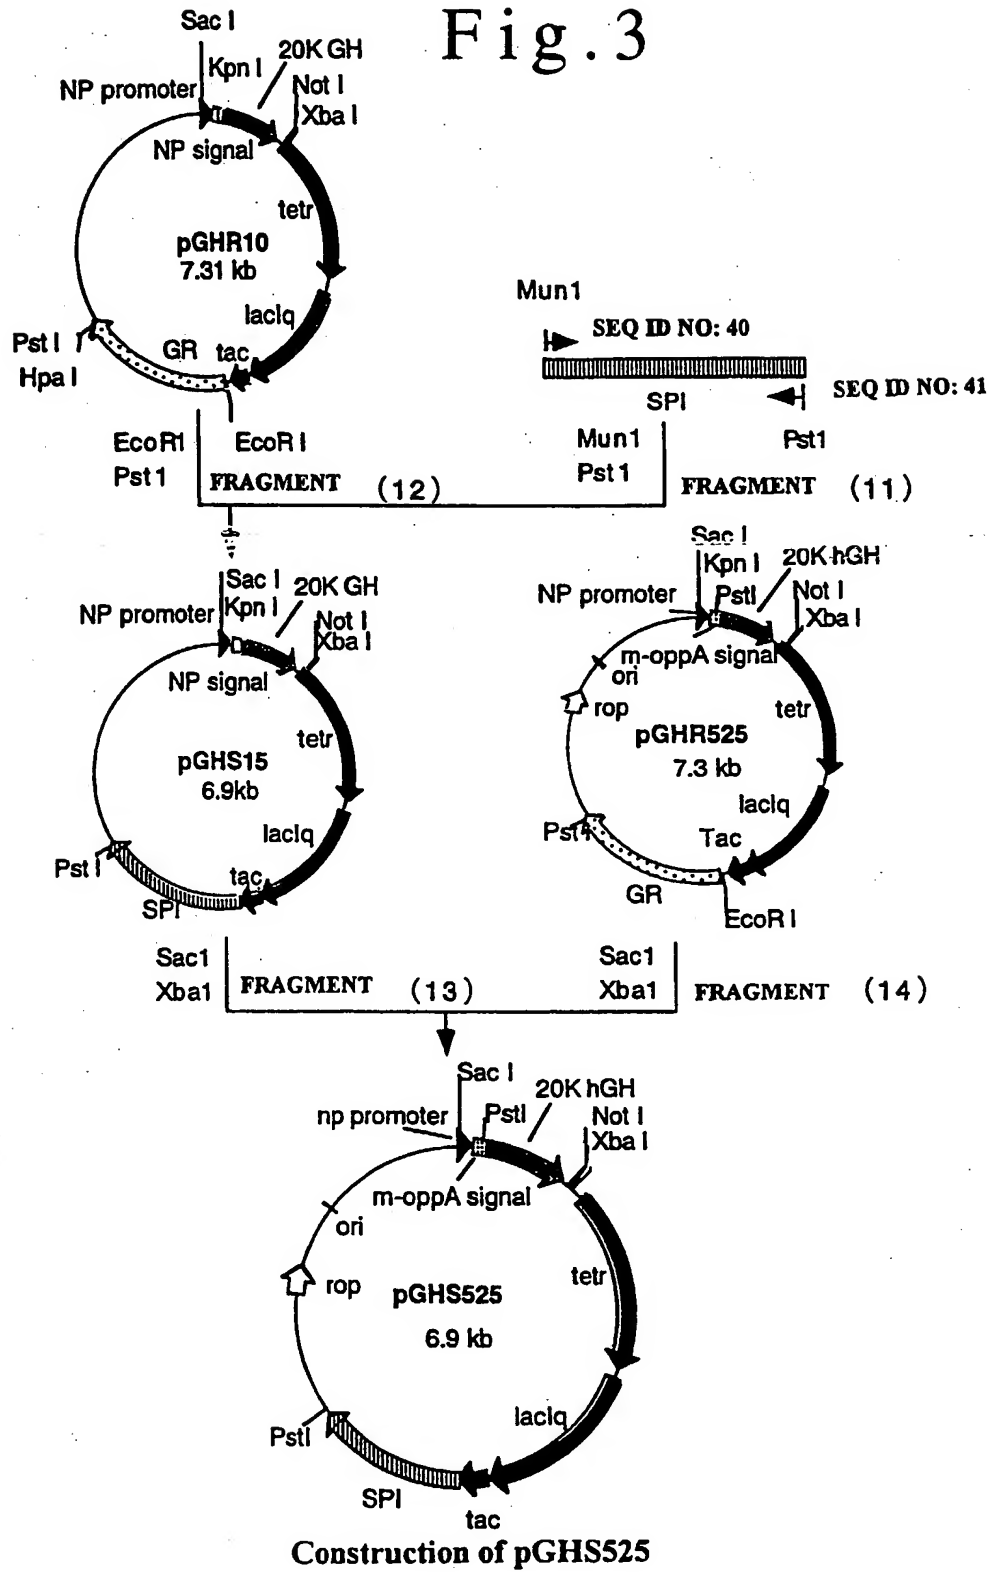 Fig.3
Sac I
20K GH
Kpn I
Not I
NP promoter
Xba I
NP signal
tetr
pGHR10
7.31 kb
lacIq
Pst I
GR
tac
Hpa I
EcoR1
EcoR I
Pst 1
FRAGMENT (12)
Mun1
SEQ ID NO: 40
SEQ ID NO: 41
SPI
Mun1
Pst1
Pst 1
FRAGMENT (11)
Sac I
20K GH
NP promoter
Kpn I
Not I
Xba I
NP signal
tetr
pGHS15
6.9kb
lacIq
Pst I
tac
SPI
Sac1
Xba1
FRAGMENT (13)
Sac I
Kpn I
20K hGH
NP promoter
PstI
Not I
Xba I
m-oppA signal
ori
rop
tetr
pGHR525
7.3 kb
lacIq
Pst I
Tac
GR
EcoR I
Sac1
Xba1
FRAGMENT (14)
Sac I
20K hGH
np promoter
PstI
Not I
Xba I
m-oppA signal
ori
tetr
rop
pGHS525
6.9 kb
lacIq
PstI
SPI
tac
Construction of pGHS525